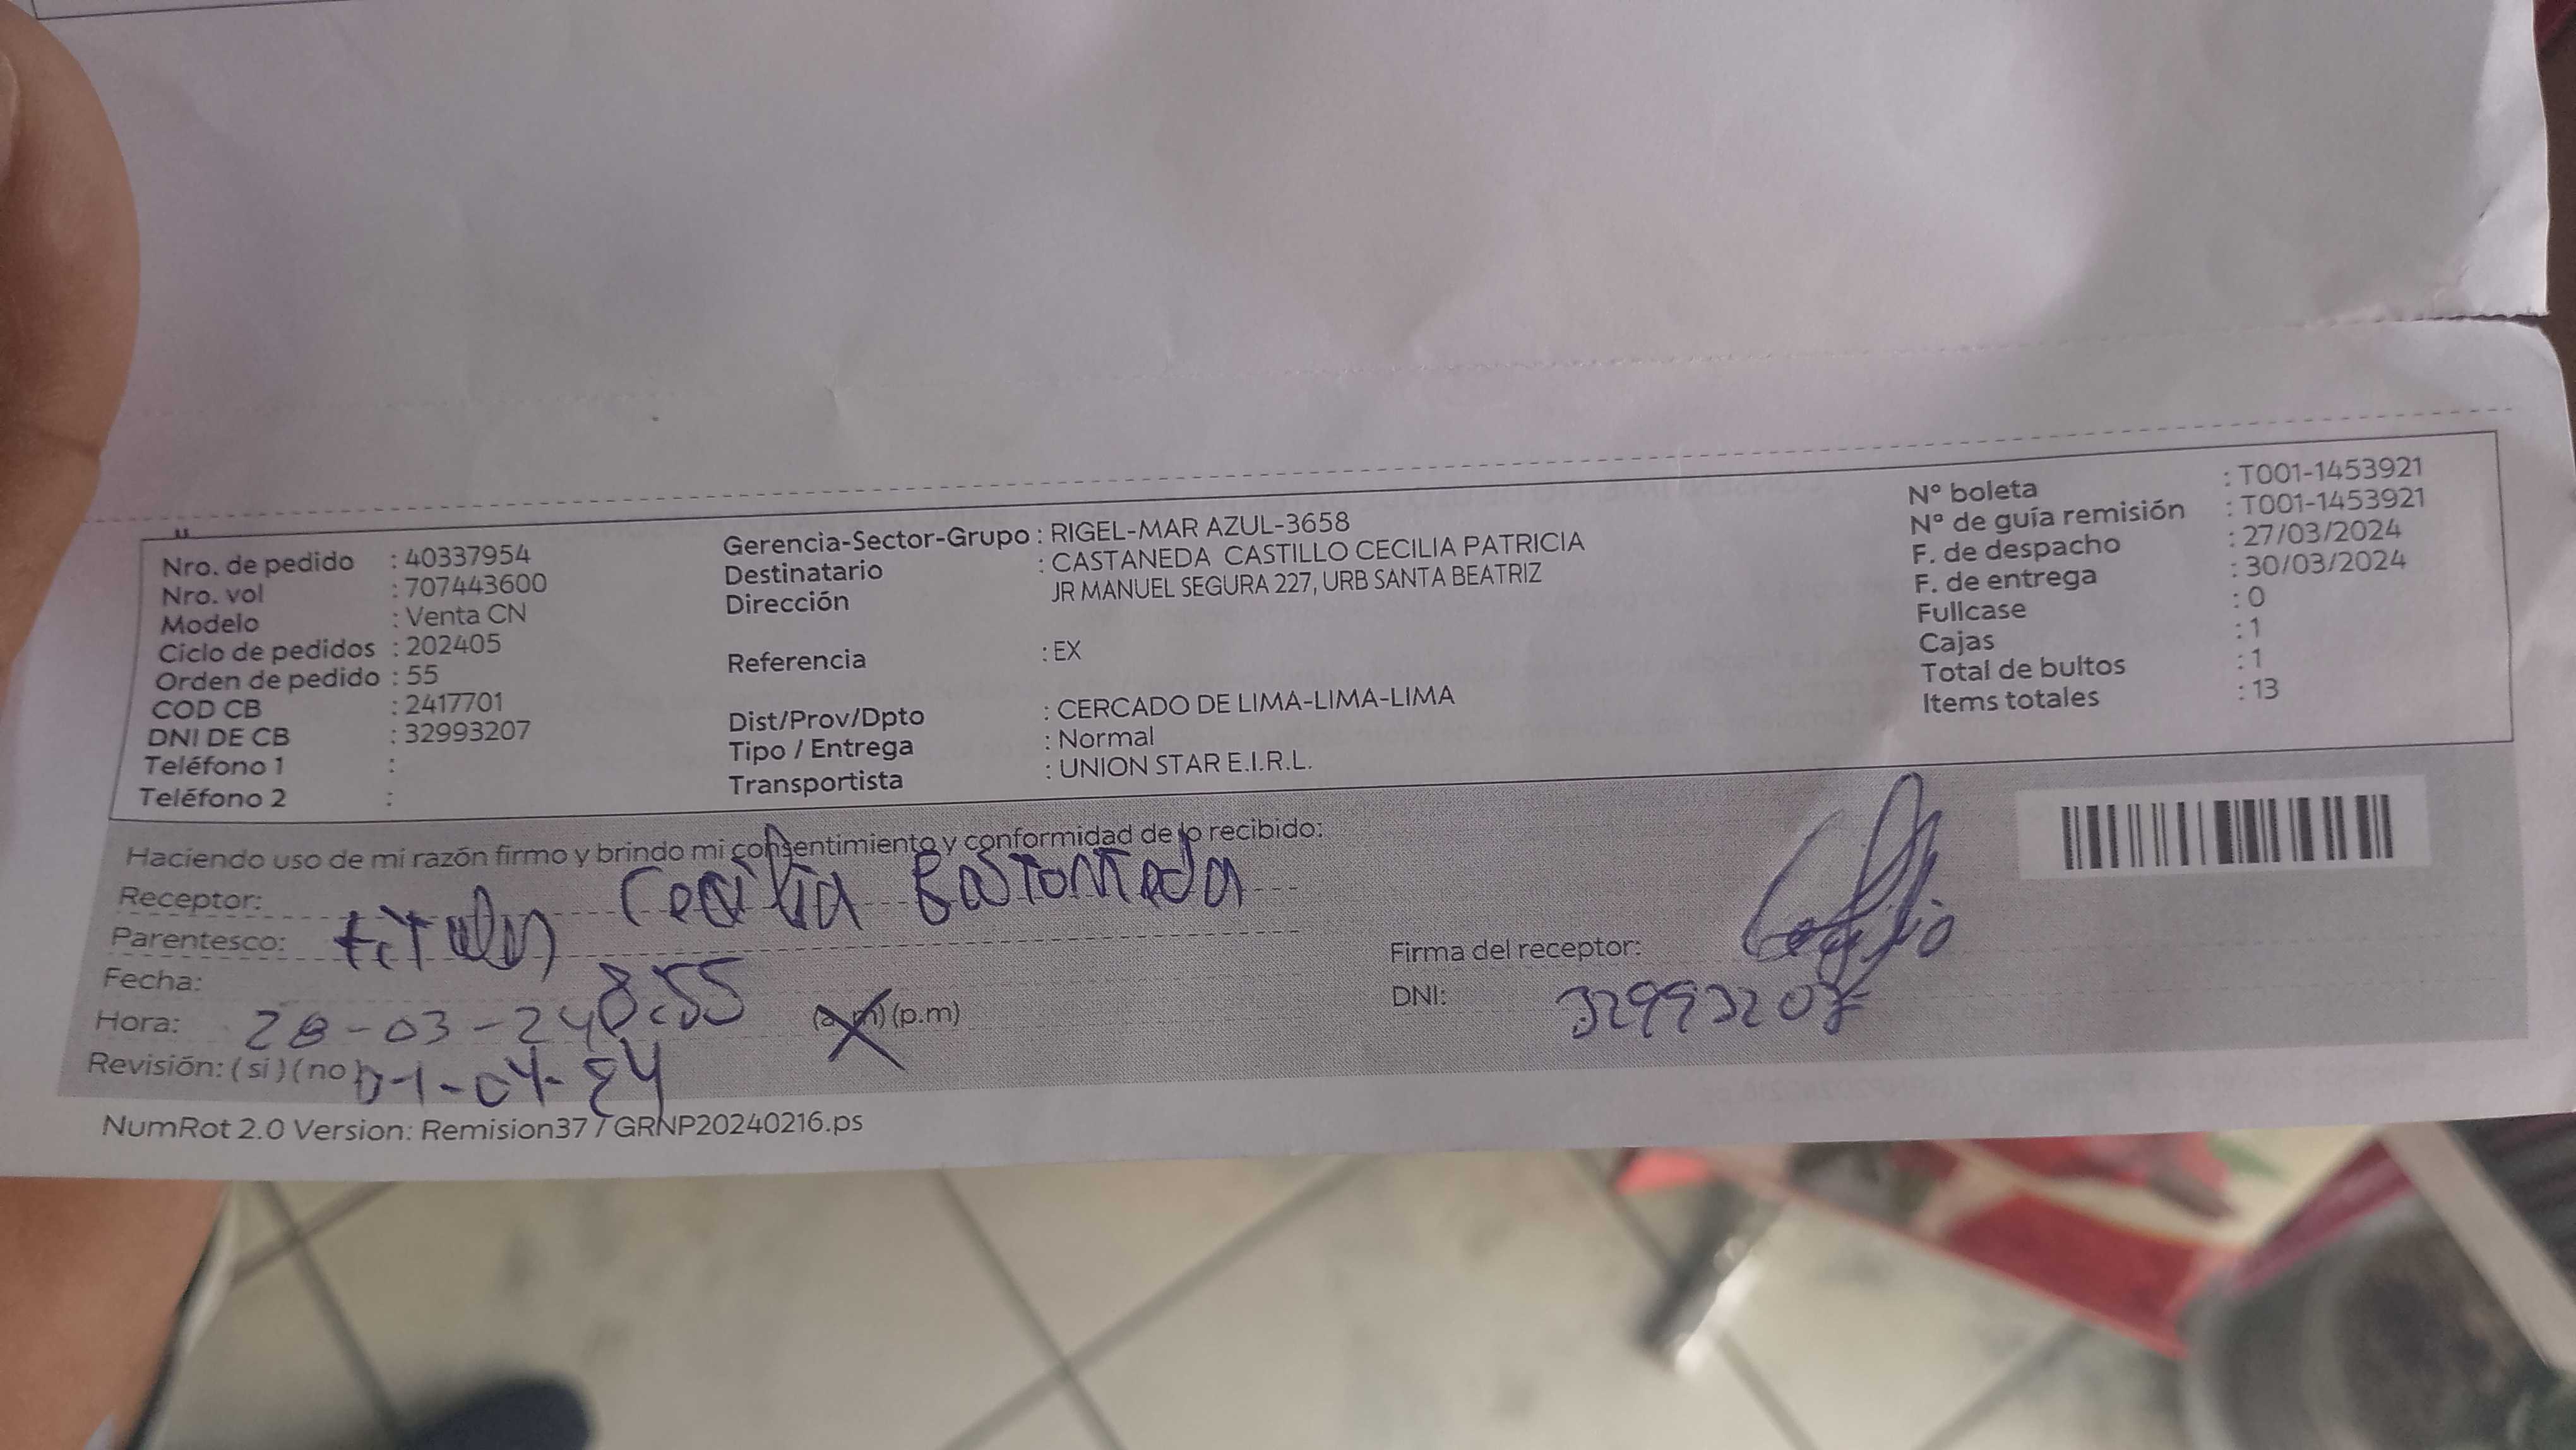 Nro. de pedido : 40337954
Nro. vol : 707443600
Modelo : Venta CN
Ciclo de pedidos : 202405
Orden de pedido : 55
COD CB : 2417701
DNI DE CB : 32993207
Teléfono 1 :
Teléfono 2 :
Gerencia-Sector-Grupo : RIGEL-MAR AZUL-3658
Destinatario : CASTANEDA CASTILLO CECILIA PATRICIA
Dirección JR MANUEL SEGURA 227, URB SANTA BEATRIZ
Referencia : EX
Dist/Prov/Dpto : CERCADO DE LIMA-LIMA-LIMA
Tipo / Entrega : Normal
Transportista : UNION STAR E.I.R.L.
N° boleta : T001-1453921
N° de guía remisión : T001-1453921
F. de despacho : 27/03/2024
F. de entrega : 30/03/2024
Fullcase : 0
Cajas : 1
Total de bultos : 1
Items totales : 13
Haciendo uso de mi razón firmo y brindo mi consentimiento y conformidad de lo recibido:
Receptor: Cecilia Castañeda
Parentesco: titular
Fecha: 8:55
Hora: 28-03-24 (a.m) (p.m)
Revisión: (si) (no) 01-04-24
Firma del receptor:
DNI: 32993207
NumRot 2.0 Version: Remision37 / GRNP20240216.ps